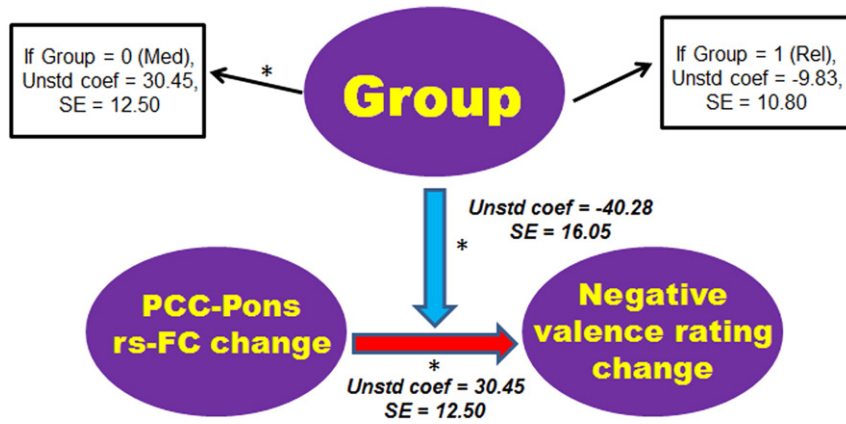 If Group = 0 (Med),
Unstd coef = 30.45,
SE = 12.50
*
Group
If Group = 1 (Rel),
Unstd coef = -9.83,
SE = 10.80
Unstd coef = -40.28
SE = 16.05
*
PCC-Pons
rs-FC change
Negative
valence rating
change
*
Unstd coef = 30.45
SE = 12.50